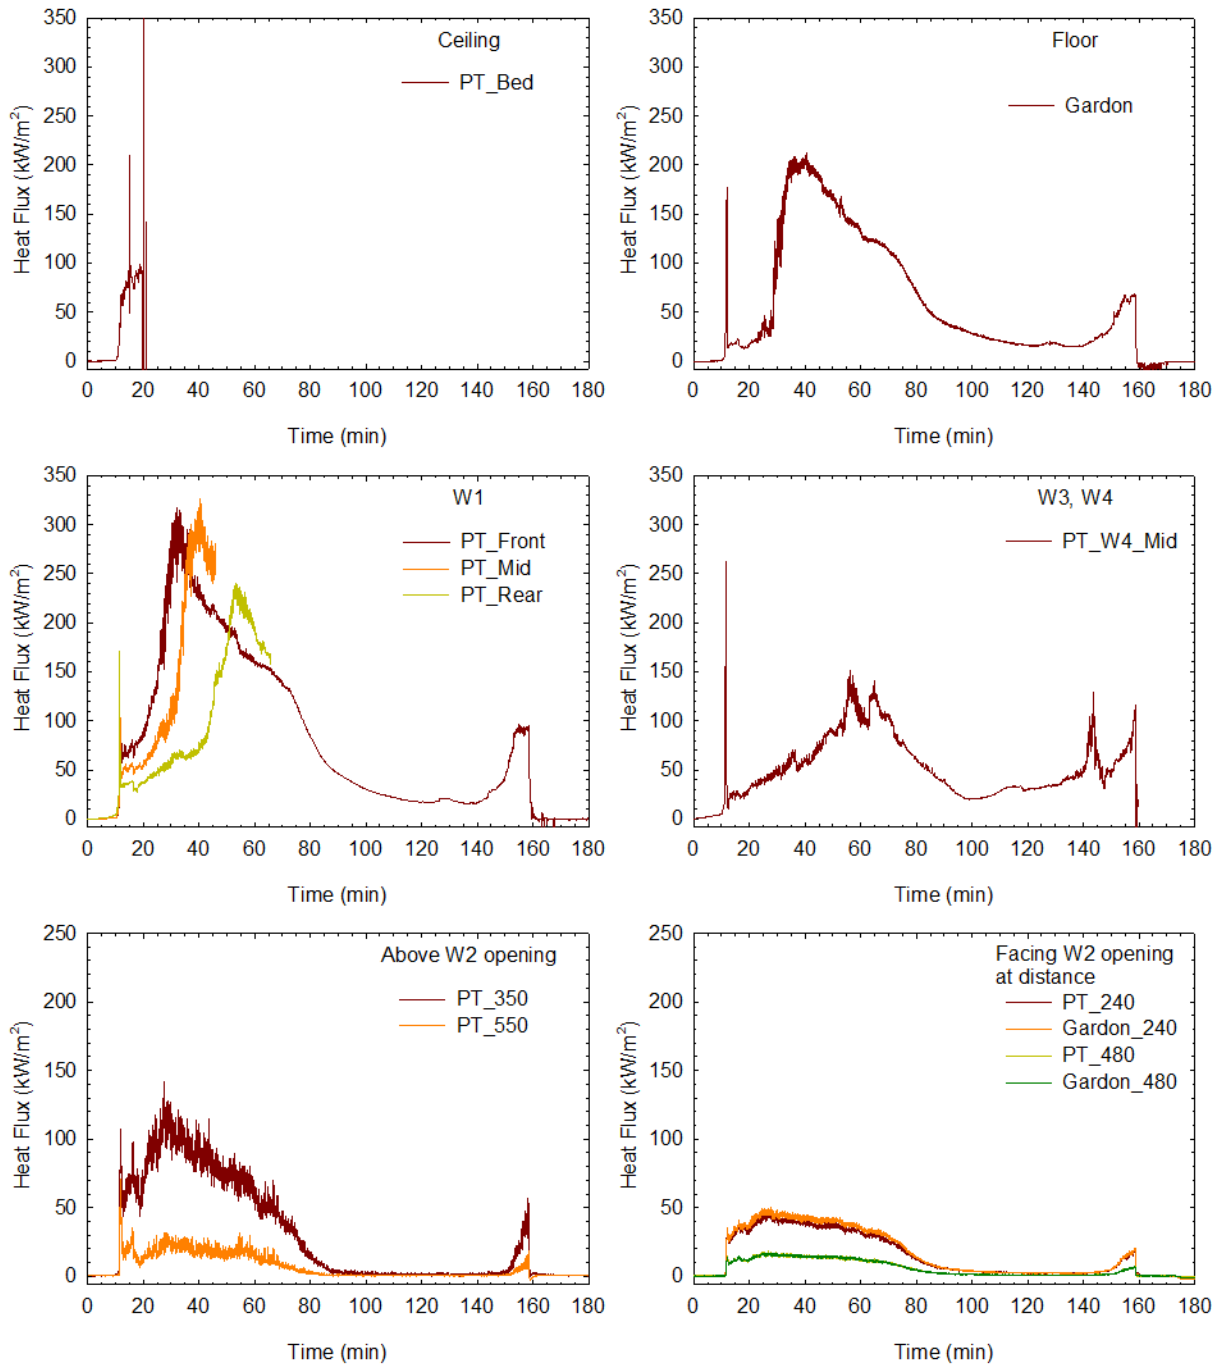 Ceiling
PT_Bed
350
300
250
200
150
100
50
0
Heat Flux (kW/m²)
0 20 40 60 80 100 120 140 160 180
Time (min)
Floor
Gardon
350
300
250
200
150
100
50
0
Heat Flux (kW/m²)
0 20 40 60 80 100 120 140 160 180
Time (min)
W1
PT_Front
PT_Mid
PT_Rear
350
300
250
200
150
100
50
0
Heat Flux (kW/m²)
0 20 40 60 80 100 120 140 160 180
Time (min)
W3, W4
PT_W4_Mid
350
300
250
200
150
100
50
0
Heat Flux (kW/m²)
0 20 40 60 80 100 120 140 160 180
Time (min)
Above W2 opening
PT_350
PT_550
250
200
150
100
50
0
Heat Flux (kW/m²)
0 20 40 60 80 100 120 140 160 180
Time (min)
Facing W2 opening
at distance
PT_240
Gardon_240
PT_480
Gardon_480
250
200
150
100
50
0
Heat Flux (kW/m²)
0 20 40 60 80 100 120 140 160 180
Time (min)